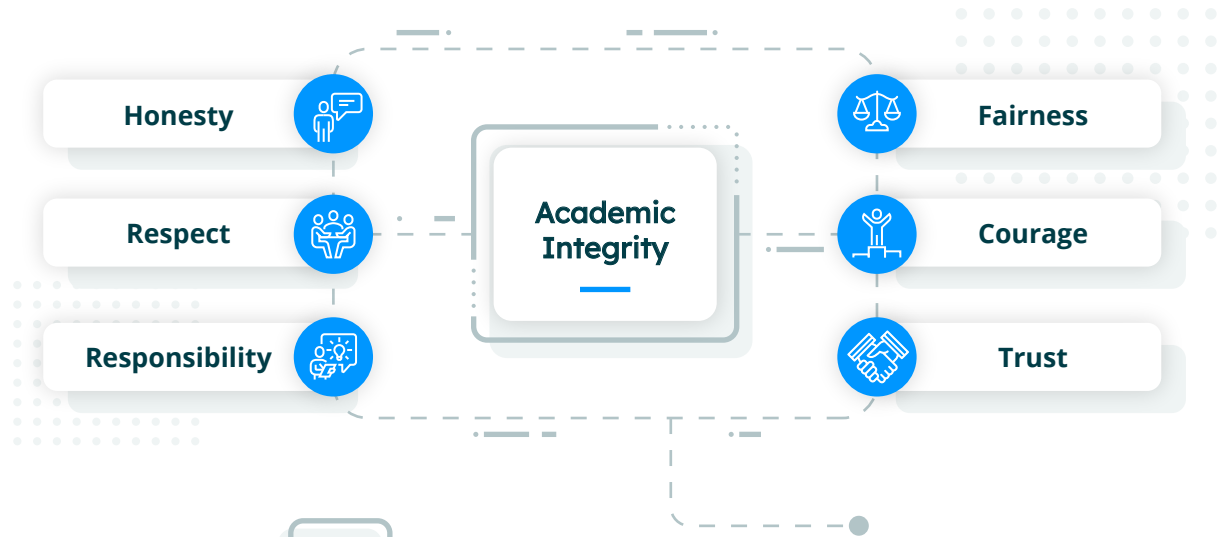 Honesty
Respect
Responsibility
Academic
Integrity
Fairness
Courage
Trust